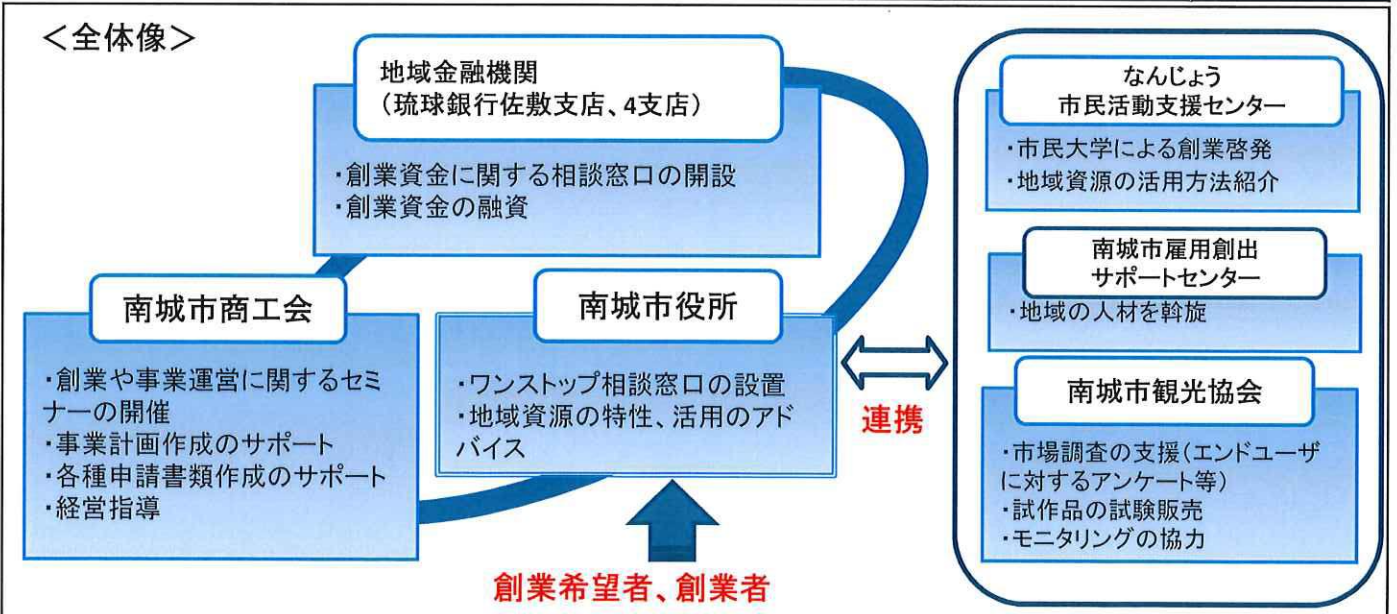 <全体像>
地域金融機関
(琉球銀行佐敷支店、4支店)
・創業資金に関する相談窓口の開設
・創業資金の融資
南城市商工会
・創業や事業運営に関するセミ
ナーの開催
・事業計画作成のサポート
・各種申請書類作成のサポート
・経営指導
南城市役所
・ワンストップ相談窓口の設置
・地域資源の特性、活用のアド
バイス
創業希望者、創業者
連携
なんじょう
市民活動支援センター
・市民大学による創業啓発
・地域資源の活用方法紹介
南城市雇用創出
サポートセンター
・地域の人材を斡旋
南城市観光協会
・市場調査の支援(エンドユーザ
に対するアンケート等)
・試作品の試験販売
・モニタリングの協力